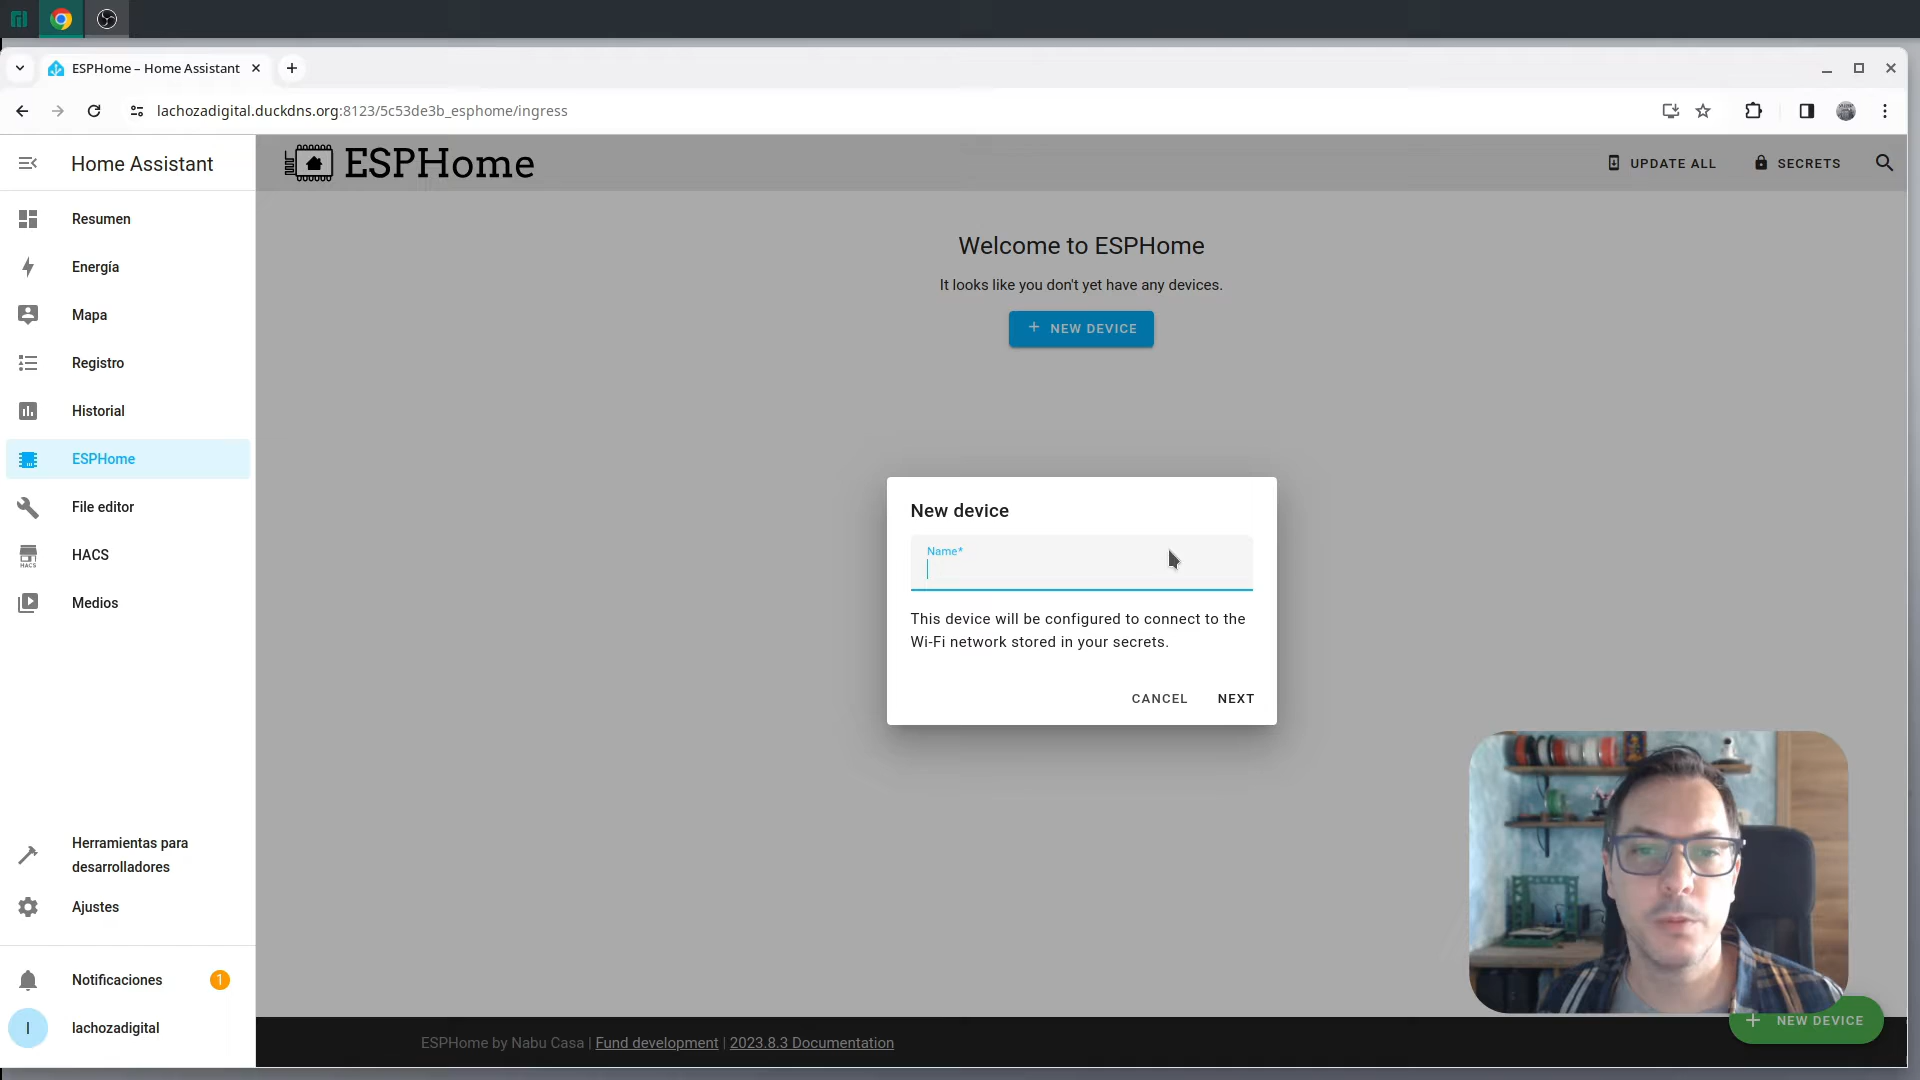 ESPHome – Home Assistant
lachozadigital.duckdns.org:8123/5c53de3b_esphome/ingress
Home Assistant
Resumen
Energía
Mapa
Registro
Historial
ESPHome
File editor
HACS
HACS
Medios
Herramientas para
desarrolladores
Ajustes
Notificaciones 1
l lachozadigital
ESPHome
UPDATE ALL
SECRETS
Welcome to ESPHome
It looks like you don't yet have any devices.
+ NEW DEVICE
New device
Name*
This device will be configured to connect to the
Wi-Fi network stored in your secrets.
CANCEL NEXT
+ NEW DEVICE
ESPHome by Nabu Casa | Fund development | 2023.8.3 Documentation